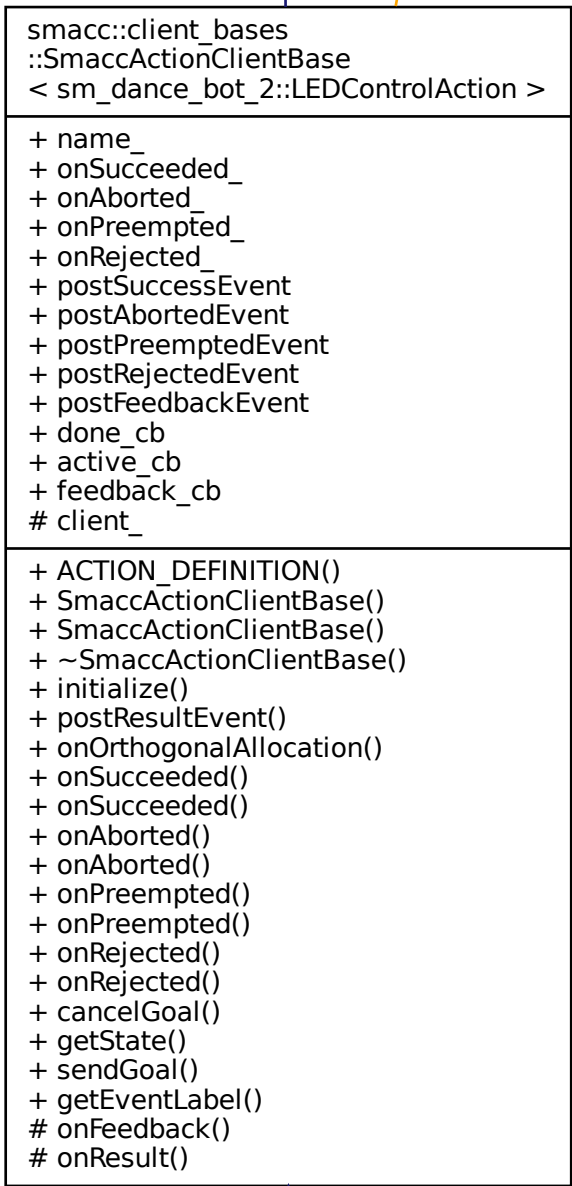 smacc::client_bases
::SmaccActionClientBase
< sm_dance_bot_2::LEDControlAction >
+ name_
+ onSucceeded_
+ onAborted_
+ onPreempted_
+ onRejected_
+ postSuccessEvent
+ postAbortedEvent
+ postPreemptedEvent
+ postRejectedEvent
+ postFeedbackEvent
+ done_cb
+ active_cb
+ feedback_cb
# client_
+ ACTION_DEFINITION()
+ SmaccActionClientBase()
+ SmaccActionClientBase()
+ ~SmaccActionClientBase()
+ initialize()
+ postResultEvent()
+ onOrthogonalAllocation()
+ onSucceeded()
+ onSucceeded()
+ onAborted()
+ onAborted()
+ onPreempted()
+ onPreempted()
+ onRejected()
+ onRejected()
+ cancelGoal()
+ getState()
+ sendGoal()
+ getEventLabel()
# onFeedback()
# onResult()